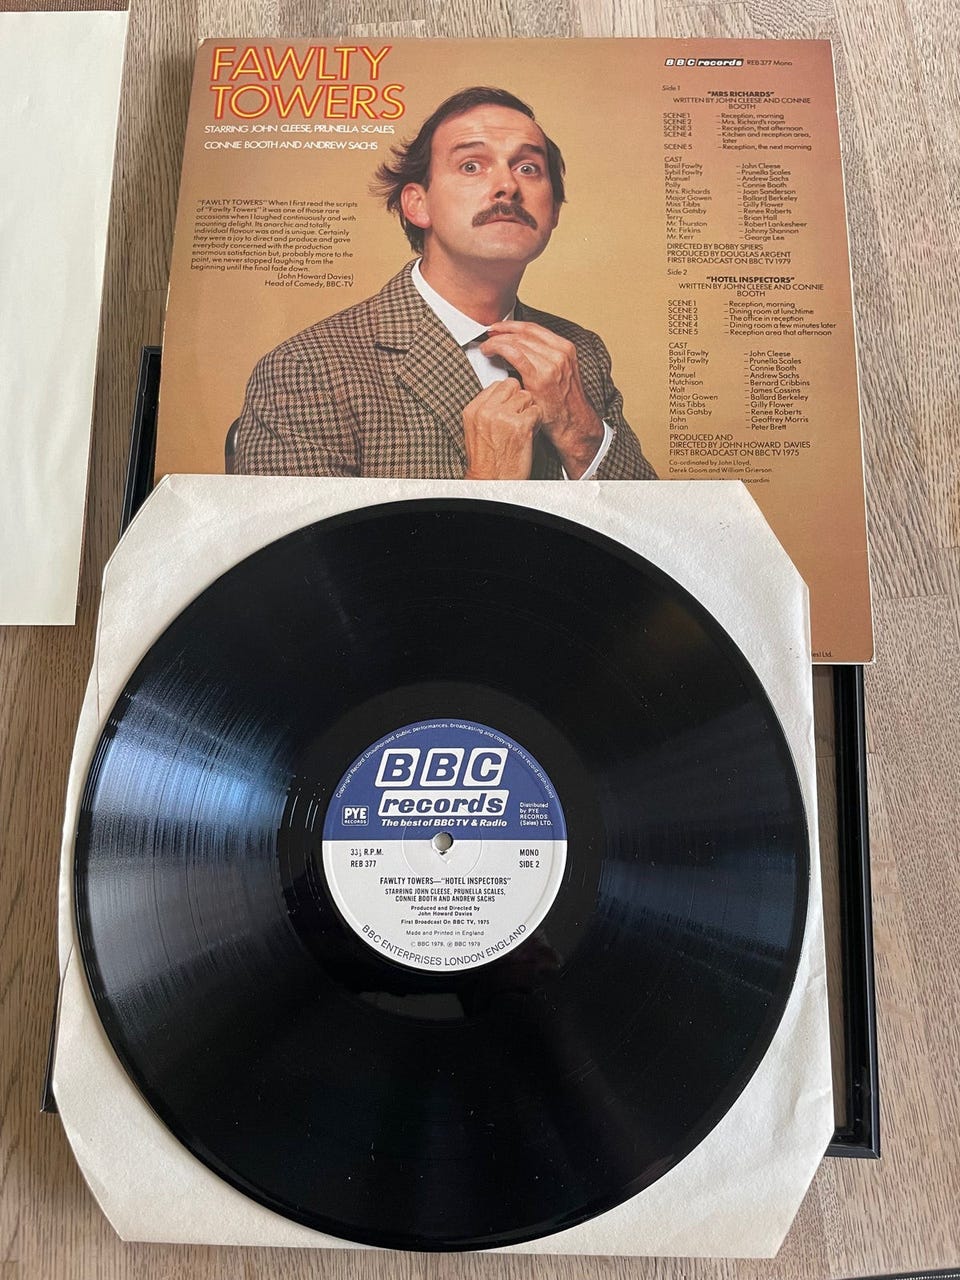 FAWLTY
TOWERS
STARRING JOHN CLEESE, PRUNELLA SCALES,
CONNIE BOOTH AND ANDREW SACHS
"FAWLTY TOWERS" When I first read the scripts
of "Fawlty Towers" it was one of those rare
occasions when I laughed continuously and with
mounting delight. Its anarchic and totally
individual flavour was and is unique. Certainly
they were a joy to direct and produce and gave
everybody concerned with the production
enormous satisfaction but, probably more to the
point, we never stopped laughing from the
beginning until the final fade down.
(John Howard Davies)
Head of Comedy, BBC-TV
BBC records REB 377 Mono
Side 1
"MRS RICHARDS"
WRITTEN BY JOHN CLEESE AND CONNIE
BOOTH
SCENE 1 – Reception, morning
SCENE 2 – Mrs. Richard's room
SCENE 3 – Reception, that afternoon
SCENE 4 – Kitchen and reception area,
later
SCENE 5 – Reception, the next morning
CAST
Basil Fawlty – John Cleese
Sybil Fawlty – Prunella Scales
Manuel – Andrew Sachs
Polly – Connie Booth
Mrs. Richards – Joan Sanderson
Major Gowen – Ballard Berkeley
Miss Tibbs – Gilly Flower
Miss Gatsby – Renee Roberts
Terry – Brian Hall
Mr. Thurston – Robert Lankesheer
Mr. Firkins – Johnny Shannon
Mr. Kerr – George Lee
DIRECTED BY BOBBY SPIERS
PRODUCED BY DOUGLAS ARGENT
FIRST BROADCAST ON BBC TV 1979
Side 2
"HOTEL INSPECTORS"
WRITTEN BY JOHN CLEESE AND CONNIE
BOOTH
SCENE 1 – Reception, morning
SCENE 2 – Dining room at lunchtime
SCENE 3 – The office in reception
SCENE 4 – Dining room a few minutes later
SCENE 5 – Reception area that afternoon
CAST
Basil Fawlty – John Cleese
Sybil Fawlty – Prunella Scales
Polly – Connie Booth
Manuel – Andrew Sachs
Hutchison – Bernard Cribbins
Walt – James Cossins
Major Gowen – Ballard Berkeley
Miss Tibbs – Gilly Flower
Miss Gatsby – Renee Roberts
John – Geoffrey Morris
Brian – Peter Brett
PRODUCED AND
DIRECTED BY JOHN HOWARD DAVIES
FIRST BROADCAST ON BBC TV 1975
Co-ordinated by John Lloyd,
Derek Goom and William Grierson.
Ltd.
Copyright Record Unauthorised public performances, broadcasting and copying of this record prohibited
BBC
records
The best of BBC TV & Radio
PYE
RECORDS
Distributed
by PYE
RECORDS
(Sales) LTD.
33⅓ R.P.M.
REB 377
MONO
SIDE 2
FAWLTY TOWERS—"HOTEL INSPECTORS"
STARRING JOHN CLEESE, PRUNELLA SCALES,
CONNIE BOOTH AND ANDREW SACHS
Produced and Directed by
John Howard Davies
First Broadcast On BBC TV, 1975
Made and Printed in England
© BBC 1979, ℗ BBC 1979
BBC ENTERPRISES LONDON ENGLAND